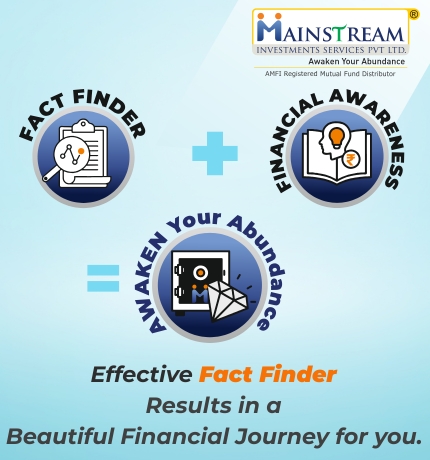 MAINSTREAM®
INVESTMENTS SERVICES PVT LTD.
Awaken Your Abundance
AMFI Registered Mutual Fund Distributor
FACT FINDER
+
FINANCIAL AWARENESS
₹
=
AWAKEN Your Abundance
Effective Fact Finder
Results in a
Beautiful Financial Journey for you.